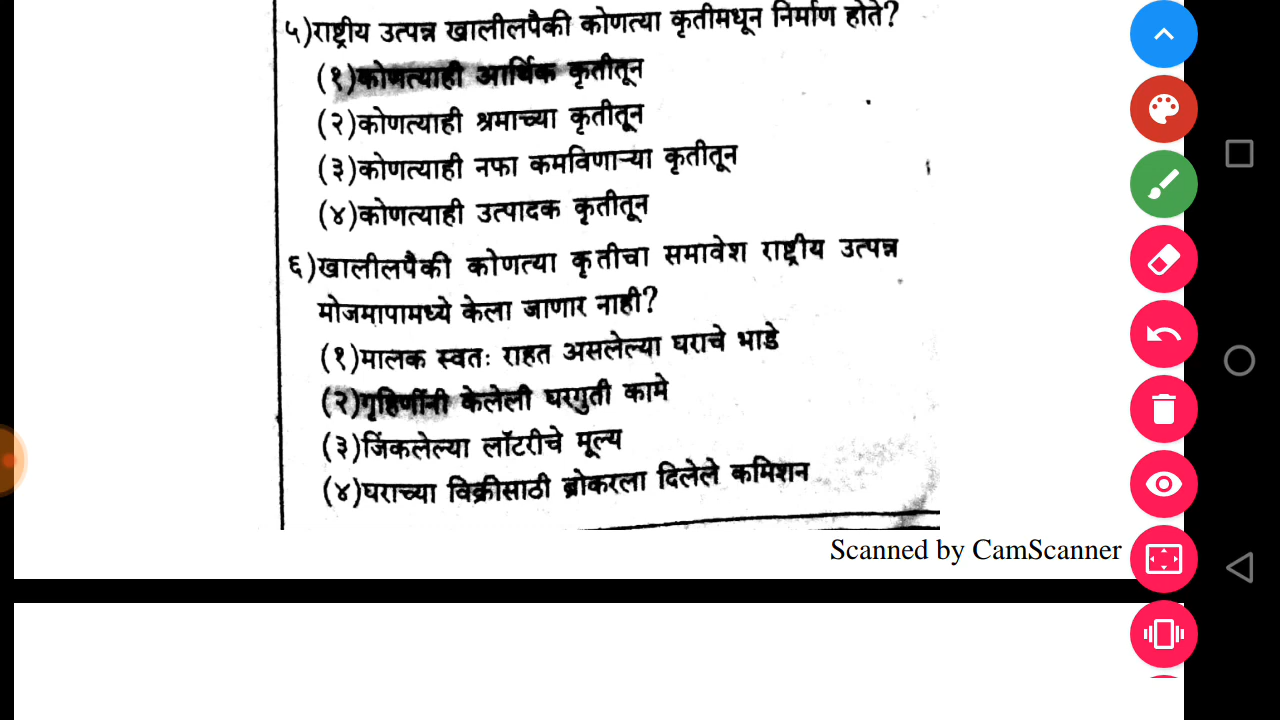 ५)राष्ट्रीय उत्पन्न खालीलपैकी कोणत्या कृतीमधून निर्माण होते?
(१)कोणत्याही आर्थिक कृतीतून
(२)कोणत्याही श्रमाच्या कृतीतून
(३)कोणत्याही नफा कमविणाऱ्या कृतीतून
(४)कोणत्याही उत्पादक कृतीतून
६)खालीलपैकी कोणत्या कृतीचा समावेश राष्ट्रीय उत्पन्न
मोजमापामध्ये केला जाणार नाही?
(१)मालक स्वतः राहत असलेल्या घराचे भाडे
(२)गृहिणींनी केलेली घरगुती कामे
(३)जिंकलेल्या लॉटरीचे मूल्य
(४)घराच्या विक्रीसाठी ब्रोकरला दिलेले कमिशन
Scanned by CamScanner